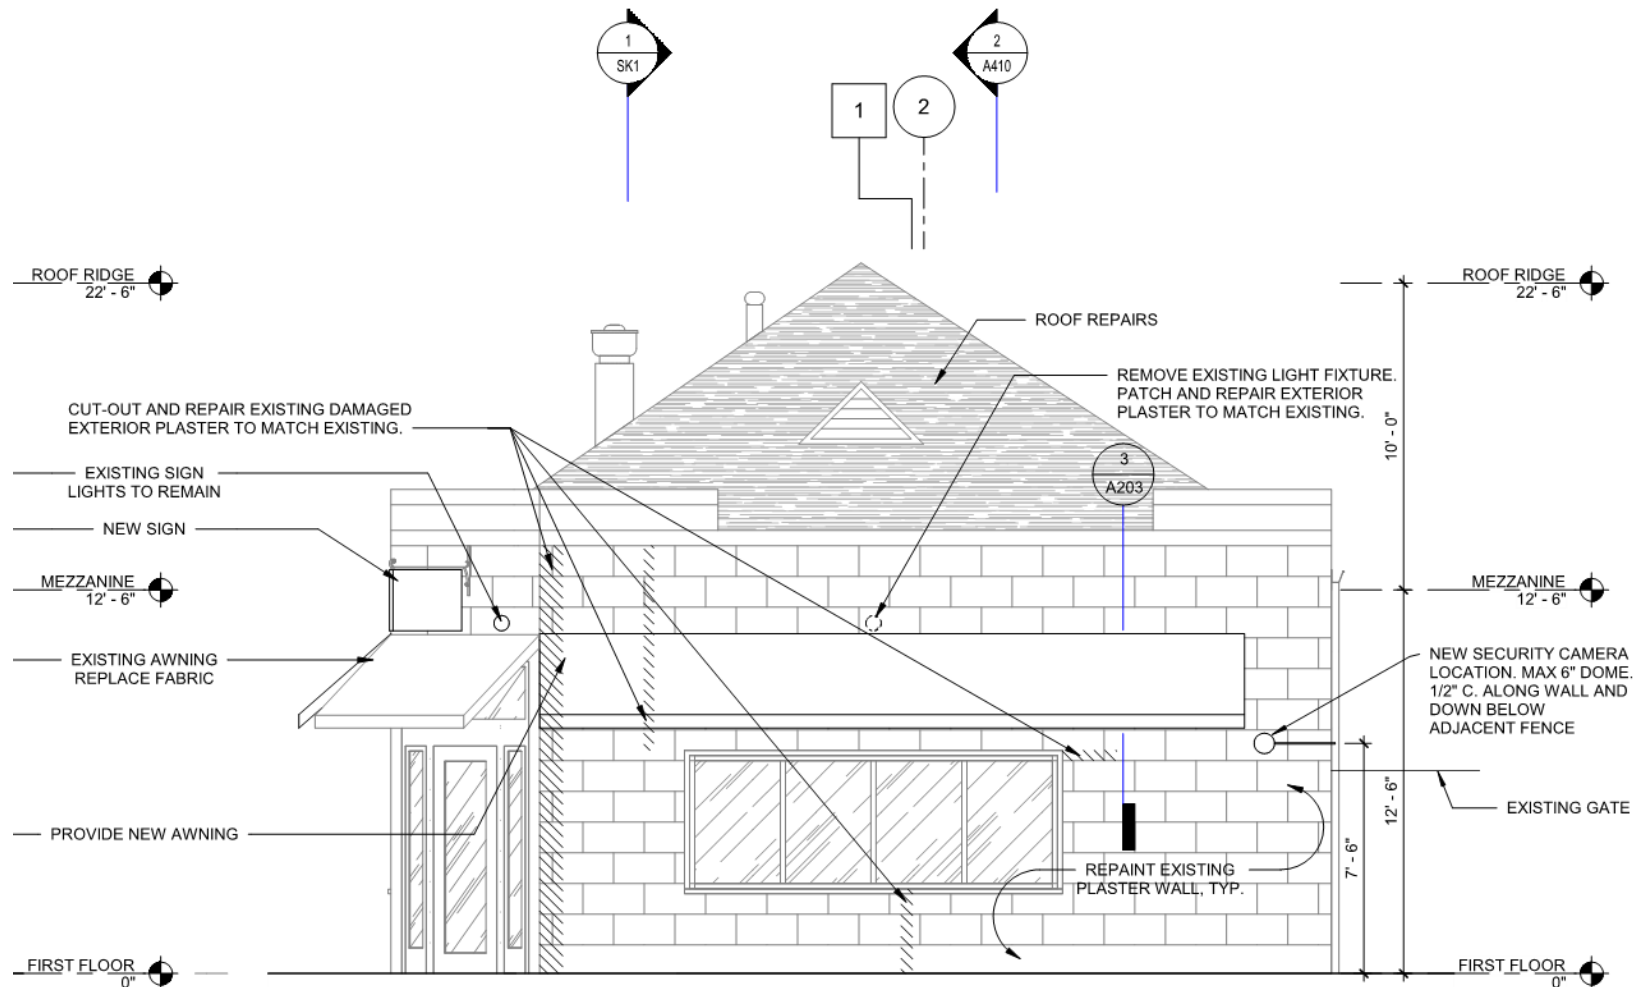 1
SK1
2
A410
1
2
ROOF RIDGE
22' - 6"
ROOF RIDGE
22' - 6"
ROOF REPAIRS
REMOVE EXISTING LIGHT FIXTURE.
PATCH AND REPAIR EXTERIOR
PLASTER TO MATCH EXISTING.
CUT-OUT AND REPAIR EXISTING DAMAGED
EXTERIOR PLASTER TO MATCH EXISTING.
10' - 0"
3
A203
EXISTING SIGN
LIGHTS TO REMAIN
NEW SIGN
MEZZANINE
12' - 6"
MEZZANINE
12' - 6"
EXISTING AWNING
REPLACE FABRIC
NEW SECURITY CAMERA
LOCATION. MAX 6" DOME.
1/2" C. ALONG WALL AND
DOWN BELOW
ADJACENT FENCE
EXISTING GATE
12' - 6"
7' - 6"
PROVIDE NEW AWNING
REPAINT EXISTING
PLASTER WALL, TYP.
FIRST FLOOR
0"
FIRST FLOOR
0"